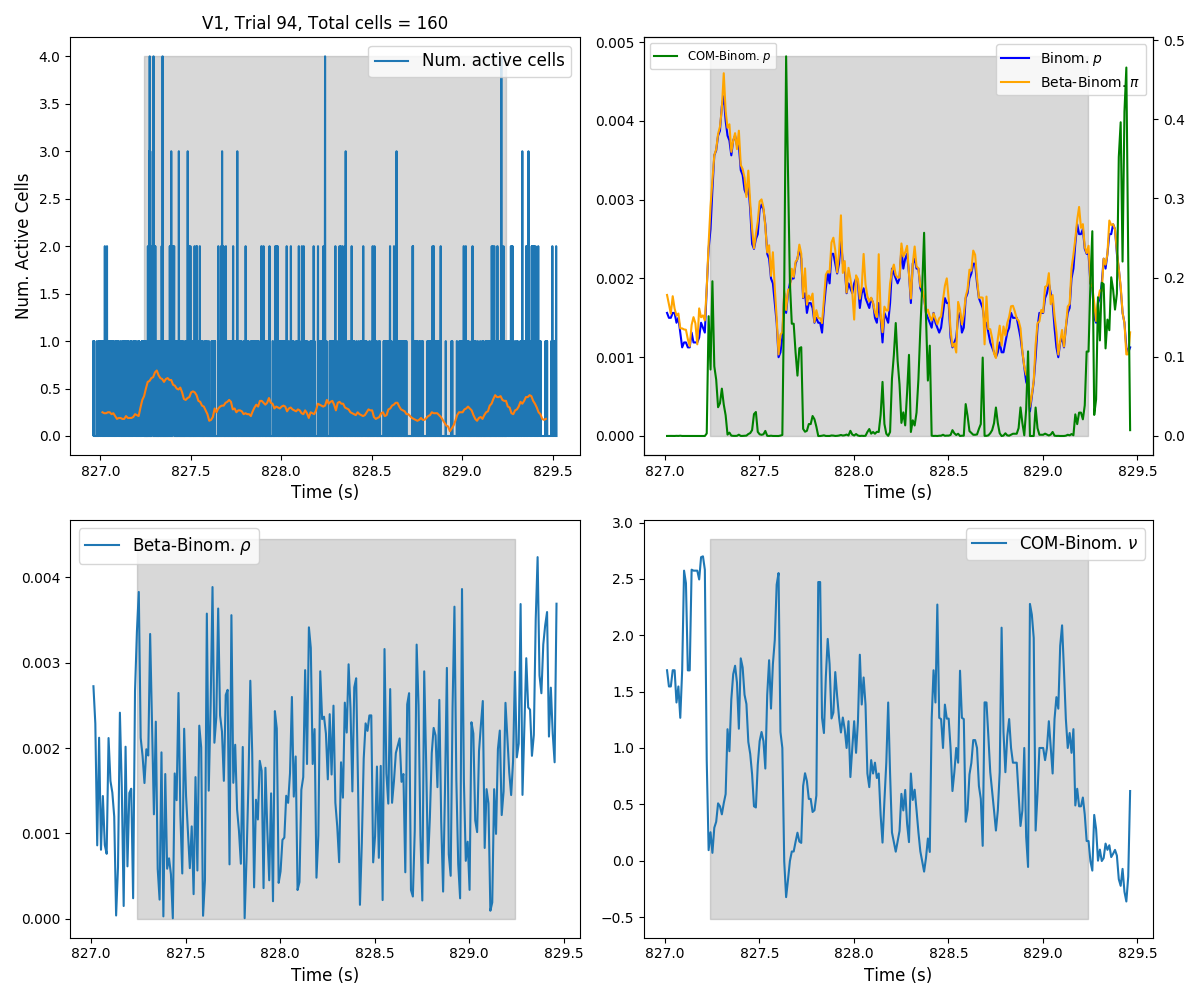 V1, Trial 94, Total cells = 160
Num. active cells
Num. Active Cells
4.0
3.5
3.0
2.5
2.0
1.5
1.0
0.5
0.0
827.0 827.5 828.0 828.5 829.0 829.5
Time (s)
COM-Binom. p
Binom. p
Beta-Binom. π
0.005
0.004
0.003
0.002
0.001
0.000
0.5
0.4
0.3
0.2
0.1
0.0
827.0 827.5 828.0 828.5 829.0 829.5
Time (s)
Beta-Binom. ρ
0.004
0.003
0.002
0.001
0.000
827.0 827.5 828.0 828.5 829.0 829.5
Time (s)
COM-Binom. ν
3.0
2.5
2.0
1.5
1.0
0.5
0.0
−0.5
827.0 827.5 828.0 828.5 829.0 829.5
Time (s)